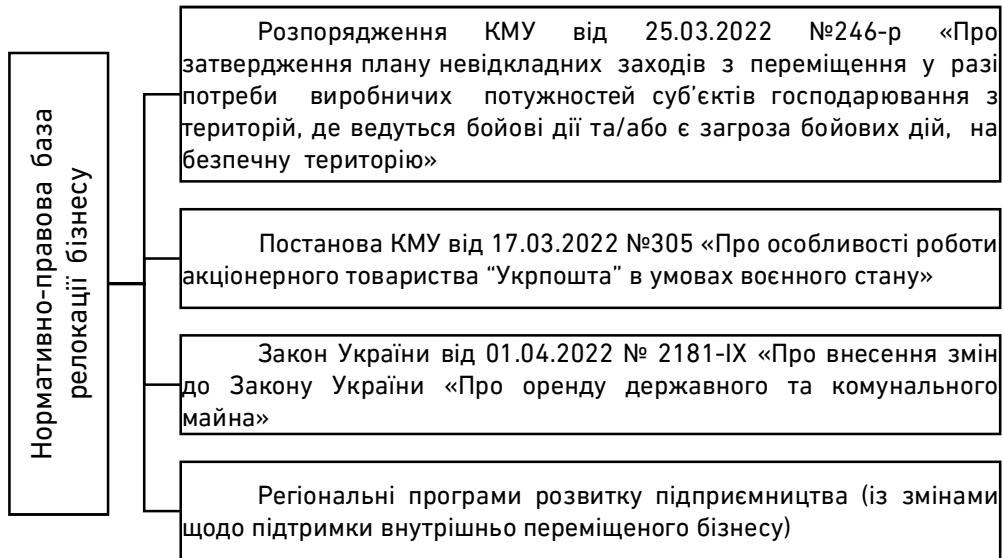 Нормативно-правова база
релокації бізнесу
Розпорядження КМУ від 25.03.2022 №246-р «Про
затвердження плану невідкладних заходів з переміщення у разі
потреби виробничих потужностей суб’єктів господарювання з
територій, де ведуться бойові дії та/або є загроза бойових дій, на
безпечну територію»
Постанова КМУ від 17.03.2022 №305 «Про особливості роботи
акціонерного товариства “Укрпошта” в умовах воєнного стану»
Закон України від 01.04.2022 № 2181-IX «Про внесення змін
до Закону України «Про оренду державного та комунального
майна»
Регіональні програми розвитку підприємництва (із змінами
щодо підтримки внутрішньо переміщеного бізнесу)